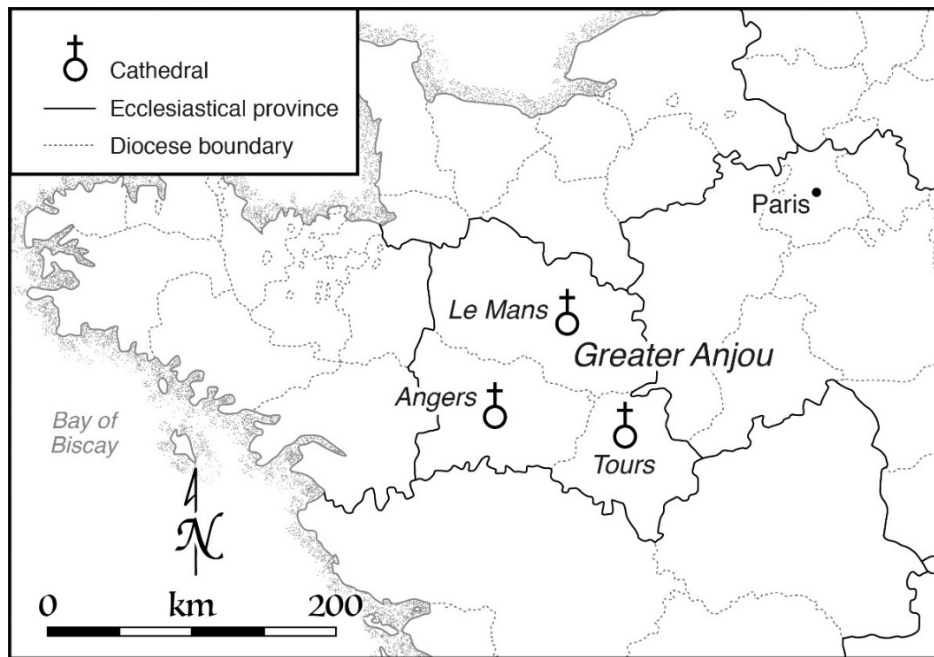 Cathedral
Ecclesiastical province
Diocese boundary
Paris
Le Mans
Greater Anjou
Angers
Bay of
Biscay
Tours
N
0 km 200